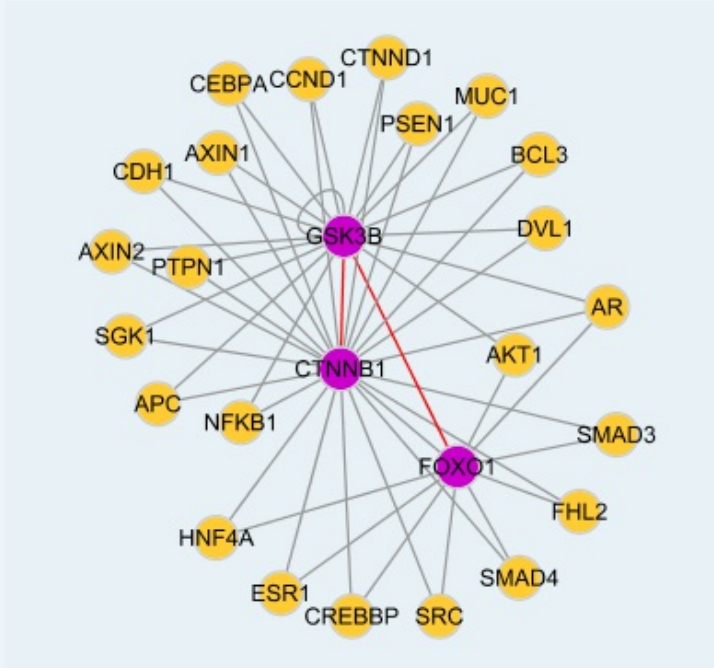 CTNND1
CEBPA
CCND1
MUC1
PSEN1
AXIN1
BCL3
CDH1
GSK3B
DVL1
AXIN2
PTPN1
AR
SGK1
AKT1
CTNNB1
APC
NFKB1
SMAD3
FOXO1
FHL2
HNF4A
SMAD4
ESR1
CREBBP
SRC